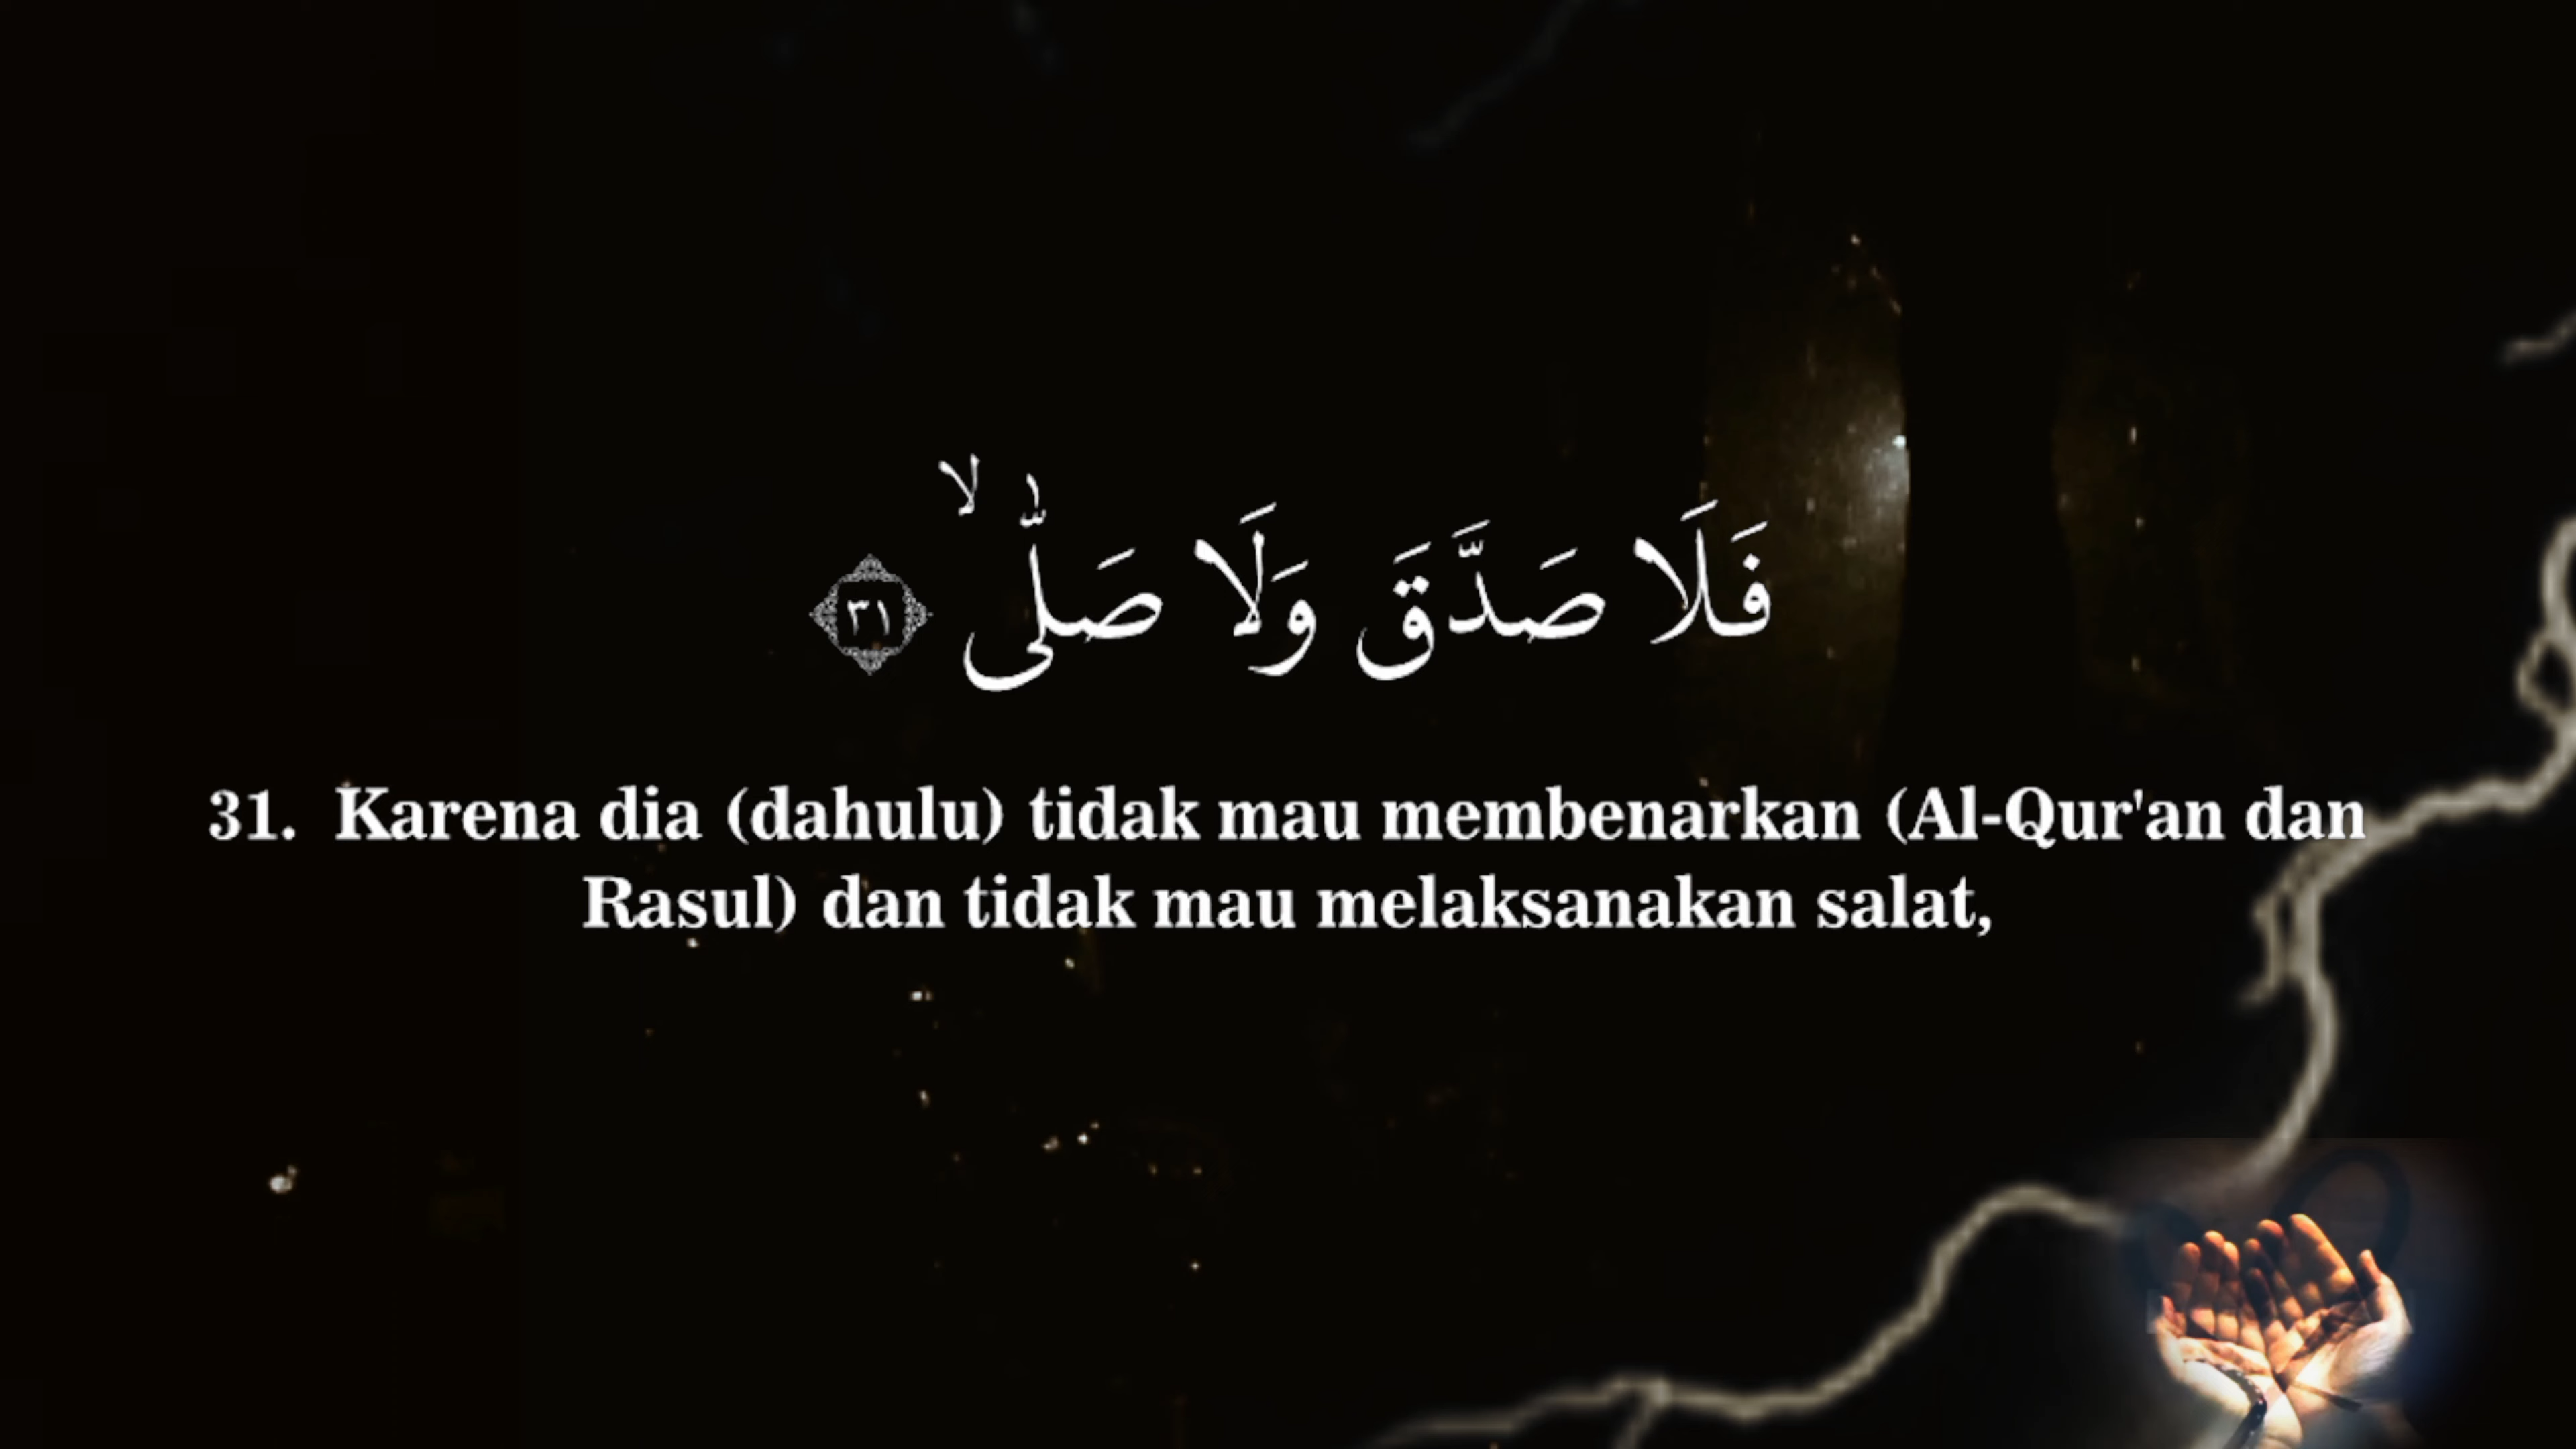 فَلَا صَدَّقَ وَلَا صَلّٰىۙ ٣١
31. Karena dia (dahulu) tidak mau membenarkan (Al-Qur'an dan
Rasul) dan tidak mau melaksanakan salat,